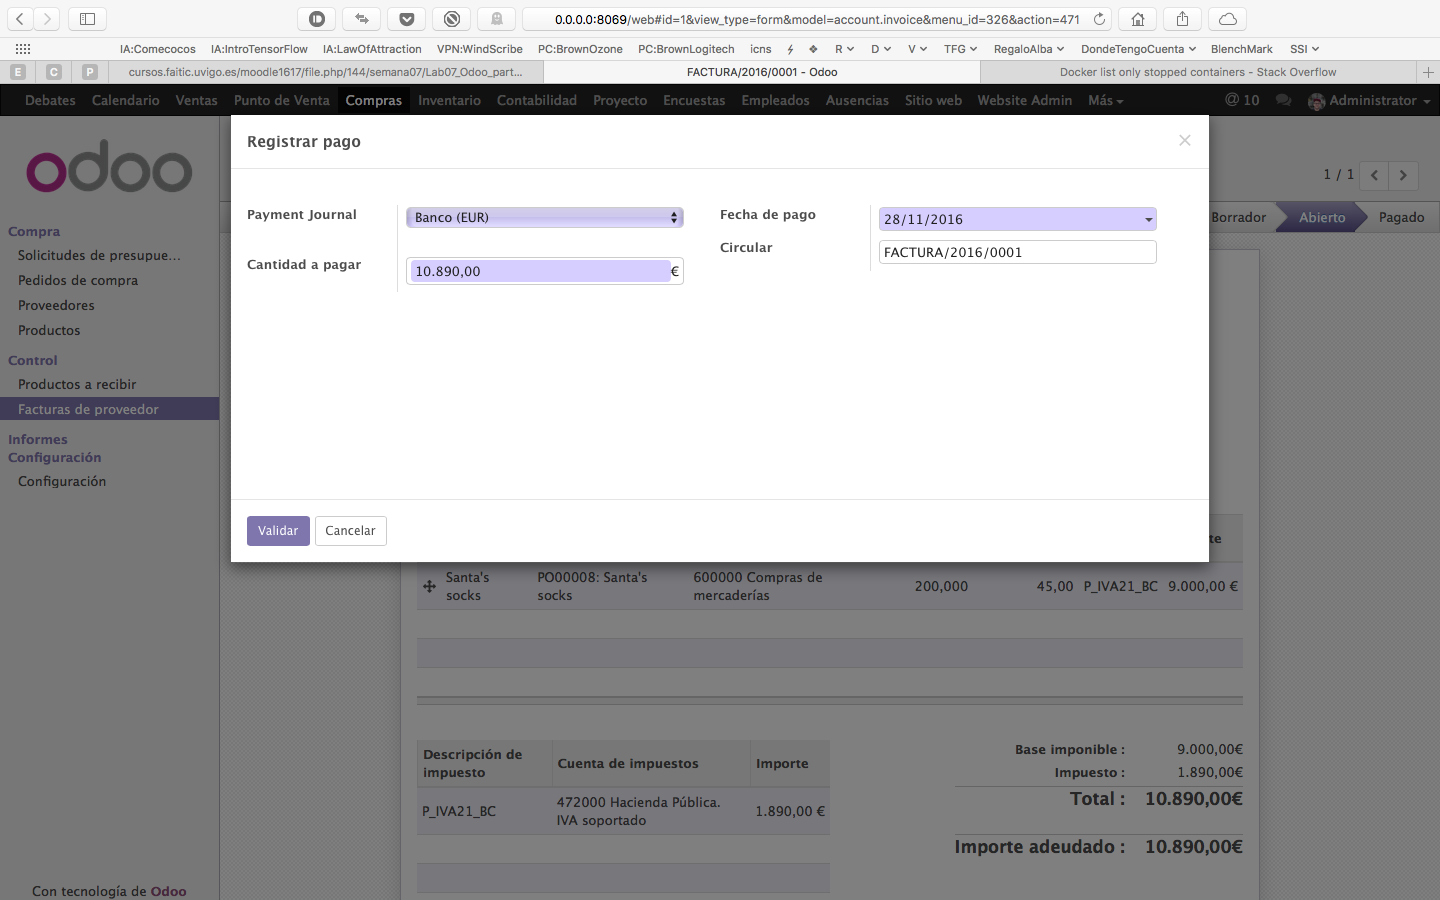 0.0.0.0:8069/web#id=1&view_type=form&model=account.invoice&menu_id=326&action=471
IA:Comecocos IA:IntroTensorFlow IA:LawOfAttraction VPN:WindScribe PC:BrownOzone PC:BrownLogitech icns R D V TFG RegaloAlba DondeTengoCuenta BlenchMark SSI
E C P cursos.faitic.uvigo.es/moodle1617/file.php/144/semana07/Lab07_Odoo_part... FACTURA/2016/0001 - Odoo Docker list only stopped containers - Stack Overflow
Debates Calendario Ventas Punto de Venta Compras Inventario Contabilidad Proyecto Encuestas Empleados Ausencias Sitio web Website Admin Más @ 10 Administrator
odoo
Compra
Solicitudes de presupue...
Pedidos de compra
Proveedores
Productos
Control
Productos a recibir
Facturas de proveedor
Informes
Configuración
Configuración
Con tecnología de Odoo
1 / 1
Borrador Abierto Pagado
Registrar pago
×
Payment Journal Banco (EUR)
Cantidad a pagar 10.890,00 €
Fecha de pago 28/11/2016
Circular FACTURA/2016/0001
Validar Cancelar
te
Santa's socks PO00008: Santa's socks 600000 Compras de mercaderías 200,000 45,00 P_IVA21_BC 9.000,00 €
Descripción de impuesto Cuenta de impuestos Importe
P_IVA21_BC 472000 Hacienda Pública. IVA soportado 1.890,00 €
Base imponible : 9.000,00€
Impuesto : 1.890,00€
Total : 10.890,00€
Importe adeudado : 10.890,00€